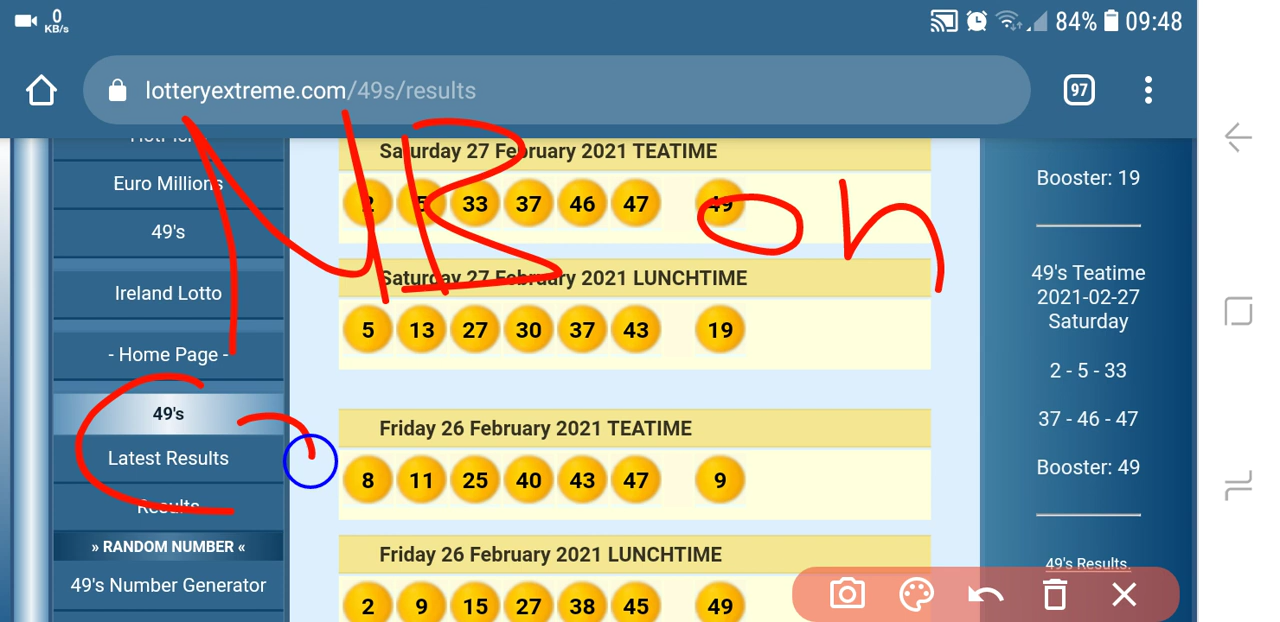 0
KB/s
84% 09:48
lotteryextreme.com/49s/results
97
Euro Millions
49's
Ireland Lotto
- Home Page -
49's
Latest Results
Results
» RANDOM NUMBER «
49's Number Generator
Saturday 27 February 2021 TEATIME
2 5 33 37 46 47 49
Saturday 27 February 2021 LUNCHTIME
5 13 27 30 37 43 19
Friday 26 February 2021 TEATIME
8 11 25 40 43 47 9
Friday 26 February 2021 LUNCHTIME
2 9 15 27 38 45 49
Booster: 19
49's Teatime
2021-02-27
Saturday
2 - 5 - 33
37 - 46 - 47
Booster: 49
49's Results.